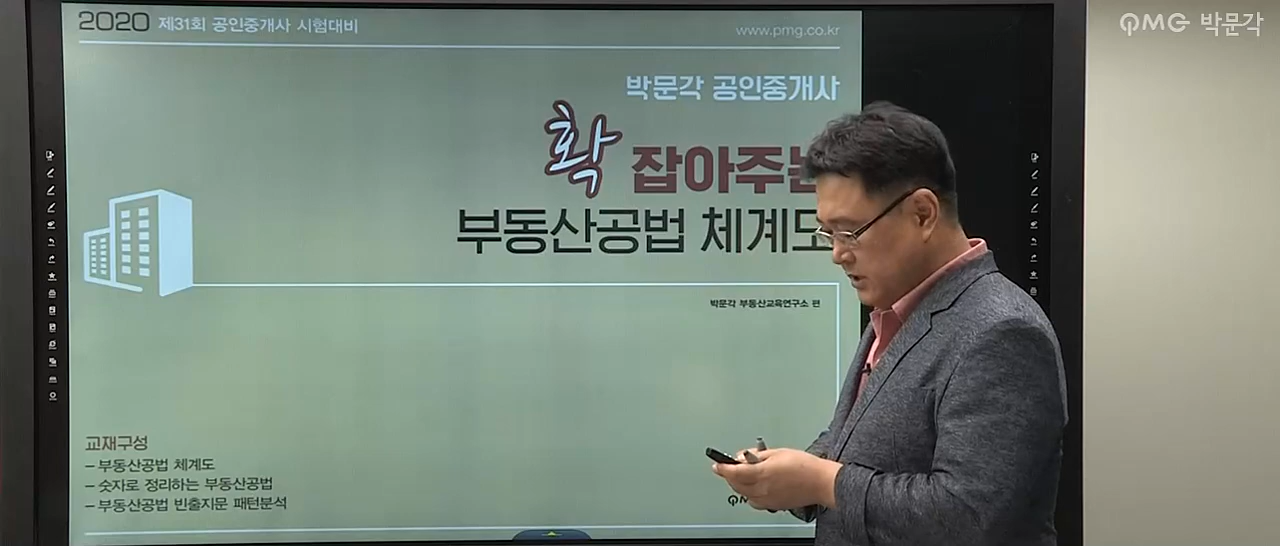 2020 제31회 공인중개사 시험대비
www.pmg.co.kr
PMG 박문각
박문각 공인중개사
확 잡아주는
부동산공법 체계도
박문각 부동산교육연구소 편
교재구성
– 부동산공법 체계도
– 숫자로 정리하는 부동산공법
– 부동산공법 빈출지문 패턴분석